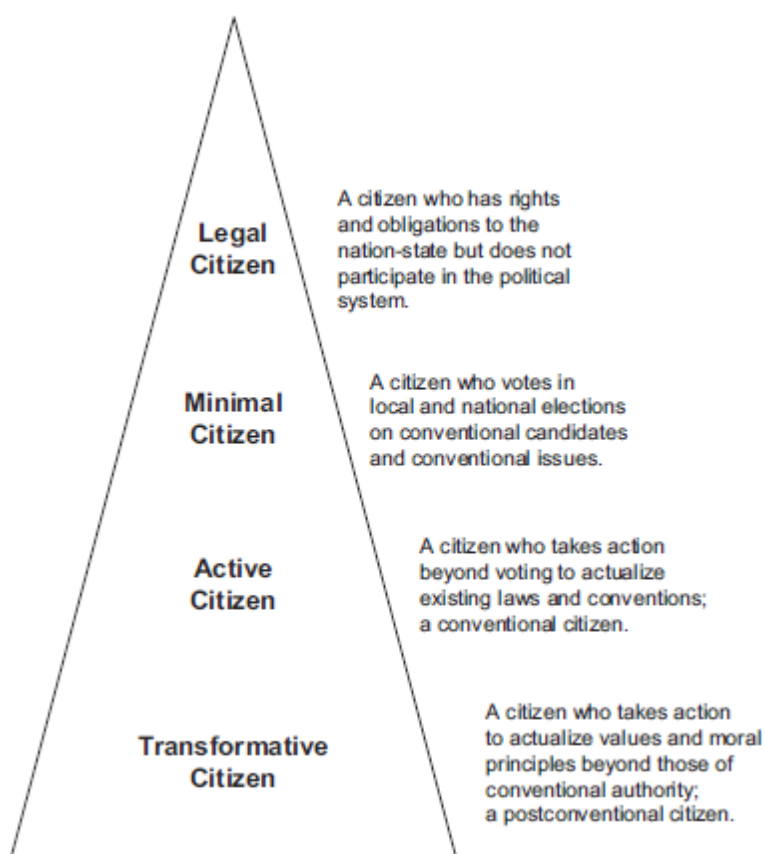 Legal
Citizen
A citizen who has rights
and obligations to the
nation-state but does not
participate in the political
system.
Minimal
Citizen
A citizen who votes in
local and national elections
on conventional candidates
and conventional issues.
Active
Citizen
A citizen who takes action
beyond voting to actualize
existing laws and conventions;
a conventional citizen.
Transformative
Citizen
A citizen who takes action
to actualize values and moral
principles beyond those of
conventional authority;
a postconventional citizen.